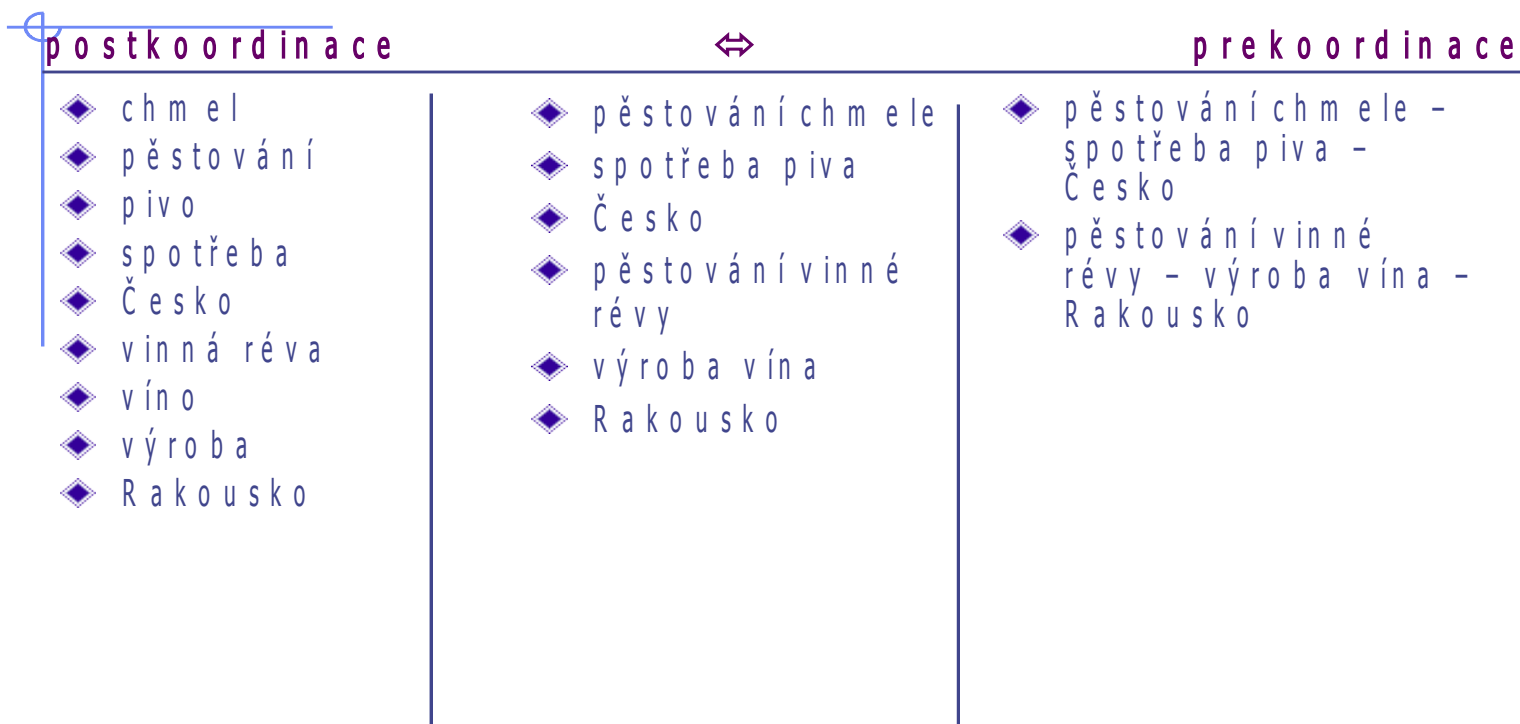 postkoordinace ⇔ prekoordinace
chmel
pěstování
pivo
spotřeba
Česko
vinná réva
víno
výroba
Rakousko
pěstování chmele
spotřeba piva
Česko
pěstování vinné
révy
výroba vína
Rakousko
pěstování chmele –
spotřeba piva –
Česko
pěstování vinné
révy – výroba vína –
Rakousko